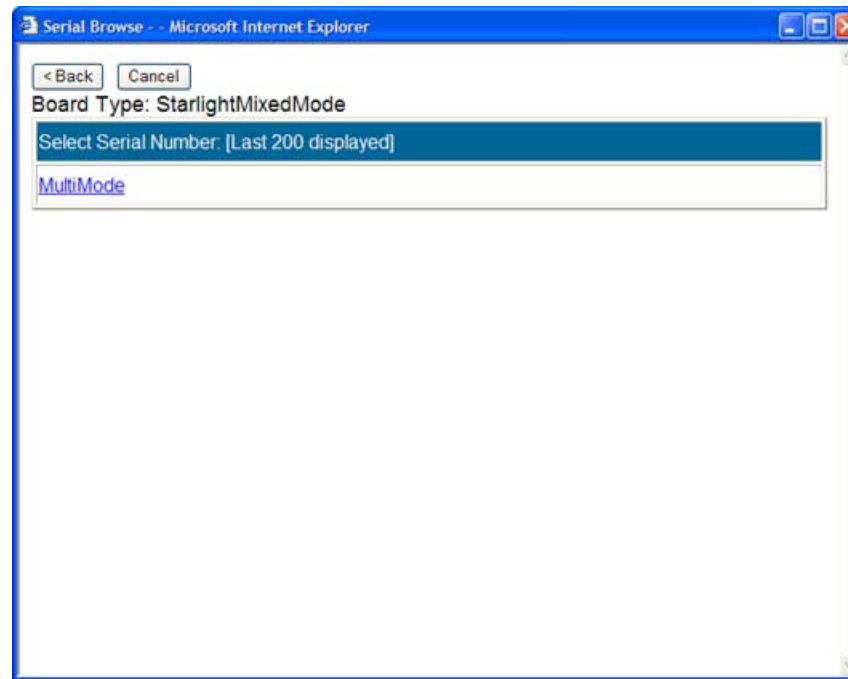 Serial Browse - - Microsoft Internet Explorer
< Back Cancel
Board Type: StarlightMixedMode
Select Serial Number: [Last 200 displayed]
MultiMode